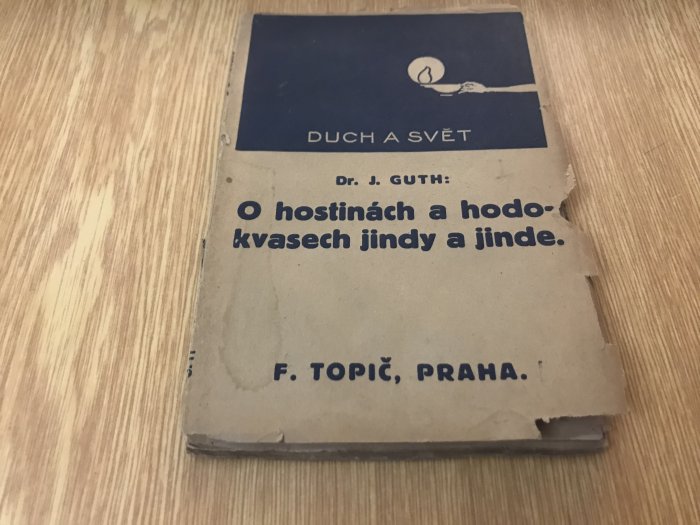 DUCH A SVĚT
Dr. J. GUTH:
O hostinách a hodo-
kvasech jindy a jinde.
F. TOPIČ, PRAHA.